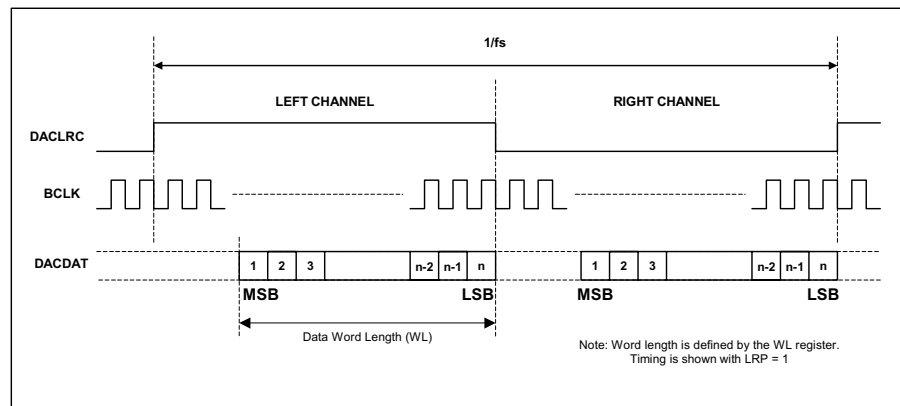 1/fs
LEFT CHANNEL RIGHT CHANNEL
DACLRC
BCLK
DACDAT 1 2 3 n-2 n-1 n 1 2 3 n-2 n-1 n
MSB LSB MSB LSB
Data Word Length (WL)
Note: Word length is defined by the WL register.
Timing is shown with LRP = 1